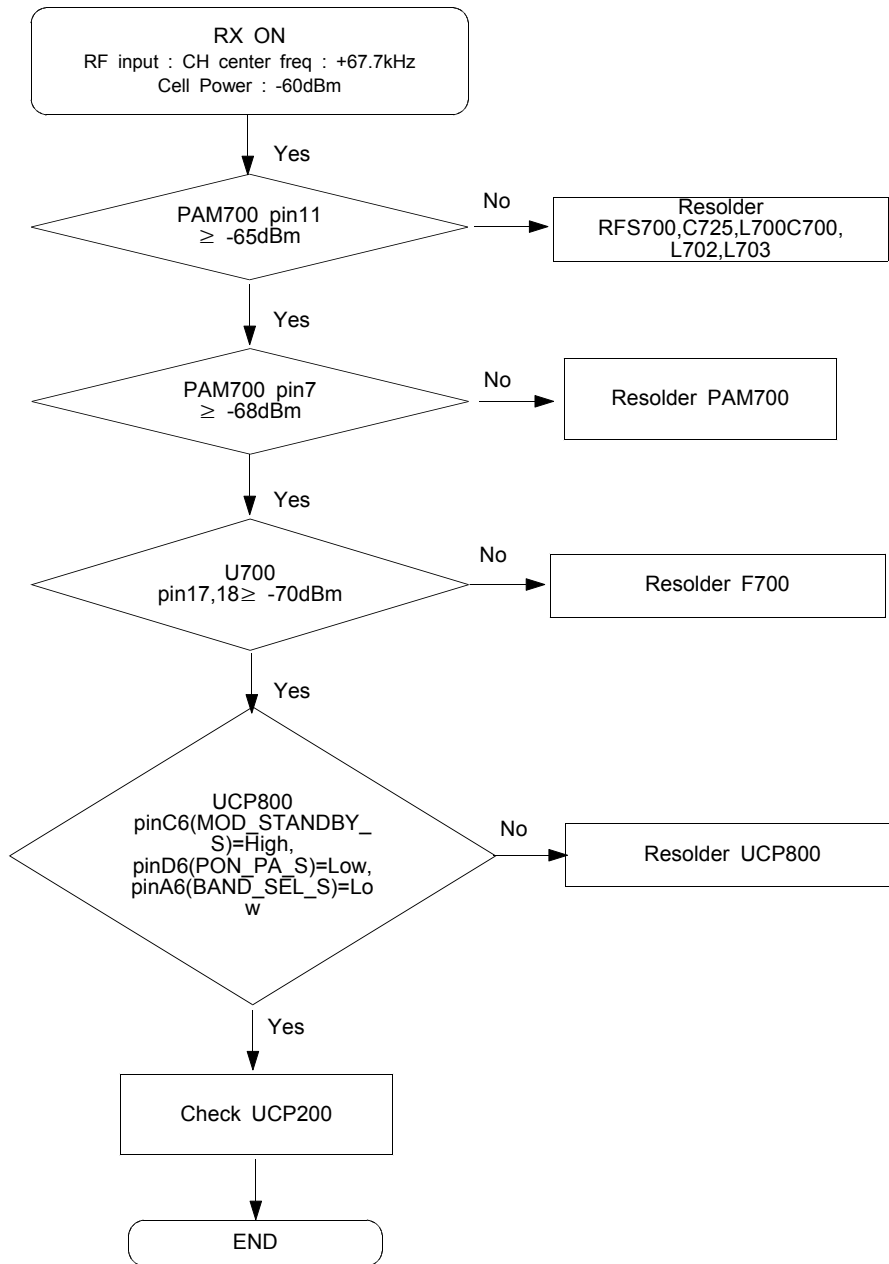 RX ON
RF input : CH center freq : +67.7kHz
Cell Power : -60dBm
Yes
PAM700 pin11
≥ -65dBm
No
Resolder
RFS700,C725,L700C700,
L702,L703
Yes
PAM700 pin7
≥ -68dBm
No
Resolder PAM700
Yes
U700
pin17,18≥ -70dBm
No
Resolder F700
Yes
UCP800
pinC6(MOD_STANDBY_
S)=High,
pinD6(PON_PA_S)=Low,
pinA6(BAND_SEL_S)=Lo
w
No
Resolder UCP800
Yes
Check UCP200
END